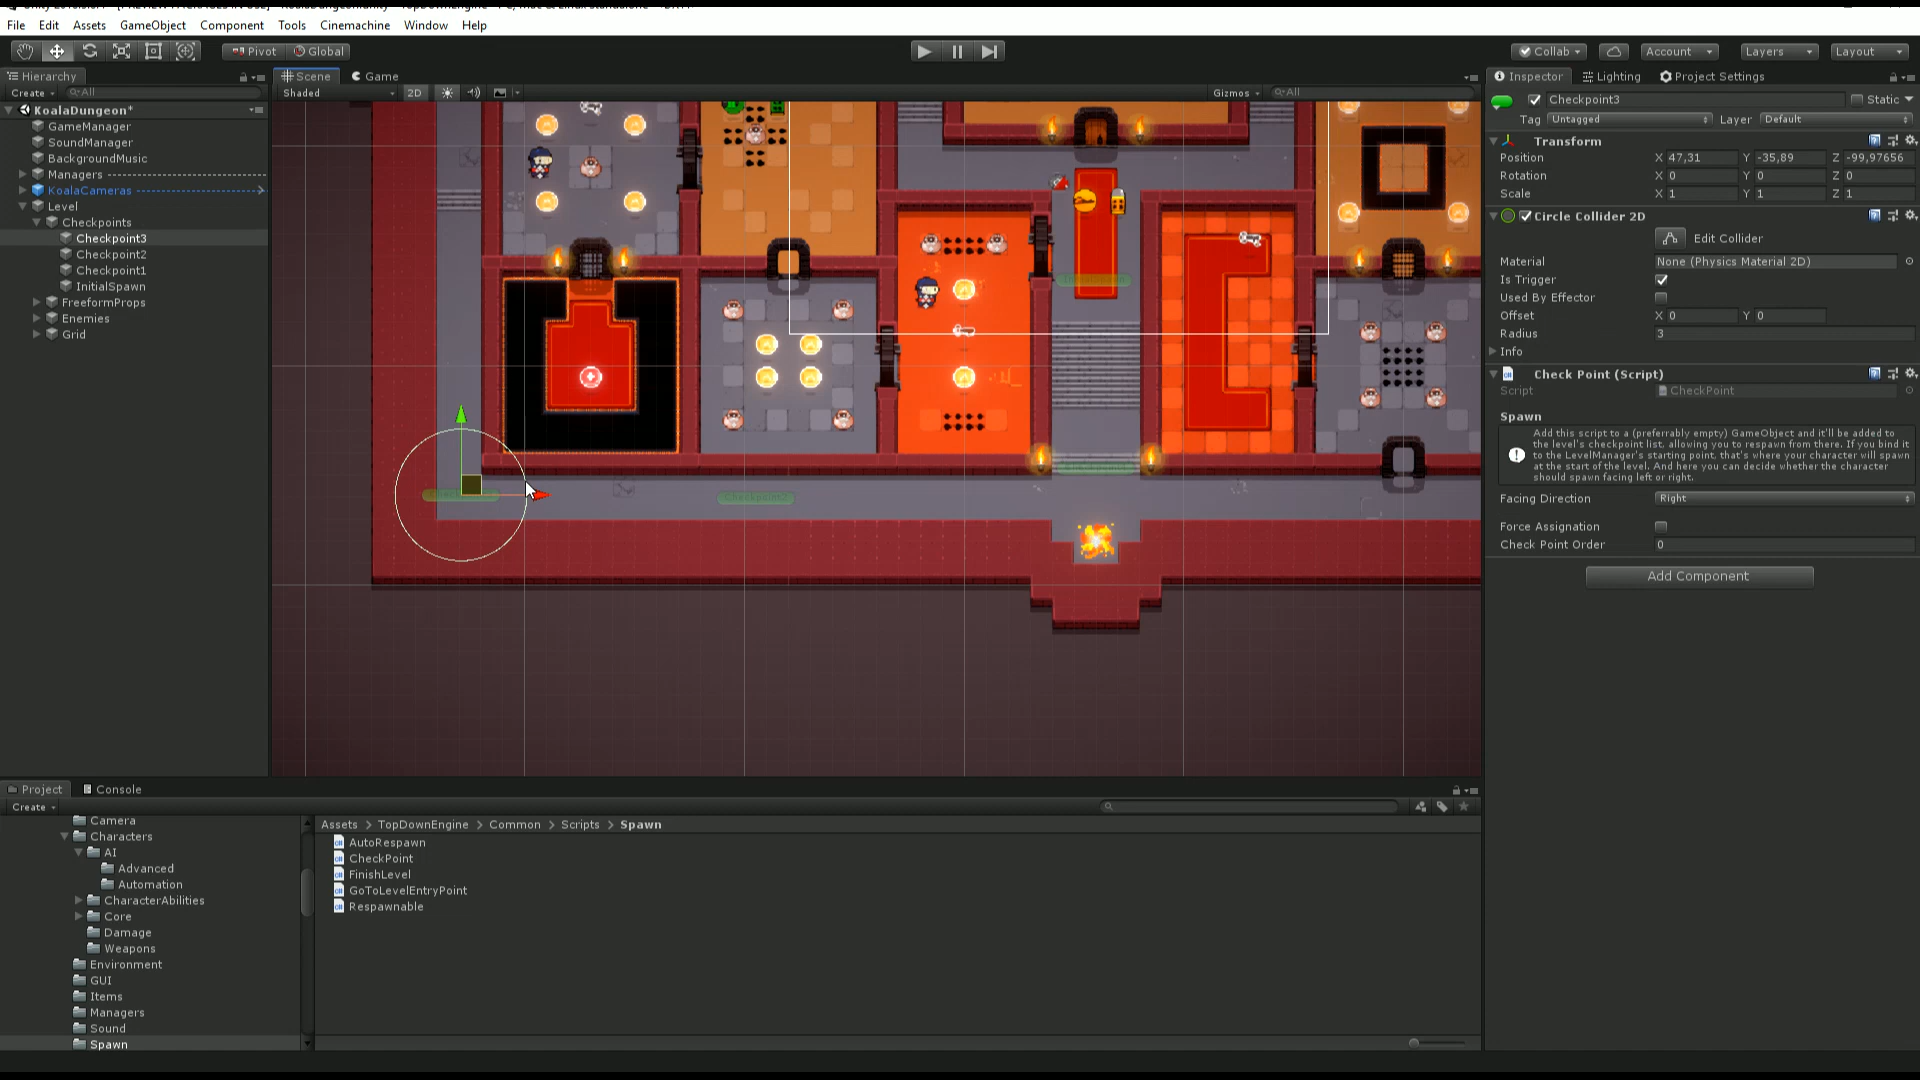 File Edit Assets GameObject Component Tools Cinemachine Window Help
Pivot Global
Collab Account Layers Layout
Hierarchy
Create All
KoalaDungeon*
GameManager
SoundManager
BackgroundMusic
Managers
KoalaCameras
Level
Checkpoints
Checkpoint3
Checkpoint2
Checkpoint1
InitialSpawn
FreeformProps
Enemies
Grid
Scene Game
Shaded 2D Gizmos All
Inspector Lighting Project Settings
Checkpoint3 Static
Tag Untagged Layer Default
Transform
Position X 47,31 Y -35,89 Z -99,97656
Rotation X 0 Y 0 Z 0
Scale X 1 Y 1 Z 1
Circle Collider 2D
Edit Collider
Material None (Physics Material 2D)
Is Trigger
Used By Effector
Offset X 0 Y 0
Radius 3
Info
Check Point (Script)
Script CheckPoint
Spawn
Add this script to a (preferrably empty) GameObject and it'll be added to
the level's checkpoint list, allowing you to respawn from there. If you bind it
to the LevelManager's starting point, that's where your character will spawn
at the start of the level. And here you can decide whether the character
should spawn facing left or right.
Facing Direction Right
Force Assignation
Check Point Order 0
Add Component
Project Console
Create
Camera
Characters
AI
Advanced
Automation
CharacterAbilities
Core
Damage
Weapons
Environment
GUI
Items
Managers
Sound
Spawn
Assets > TopDownEngine > Common > Scripts > Spawn
AutoRespawn
CheckPoint
FinishLevel
GoToLevelEntryPoint
Respawnable